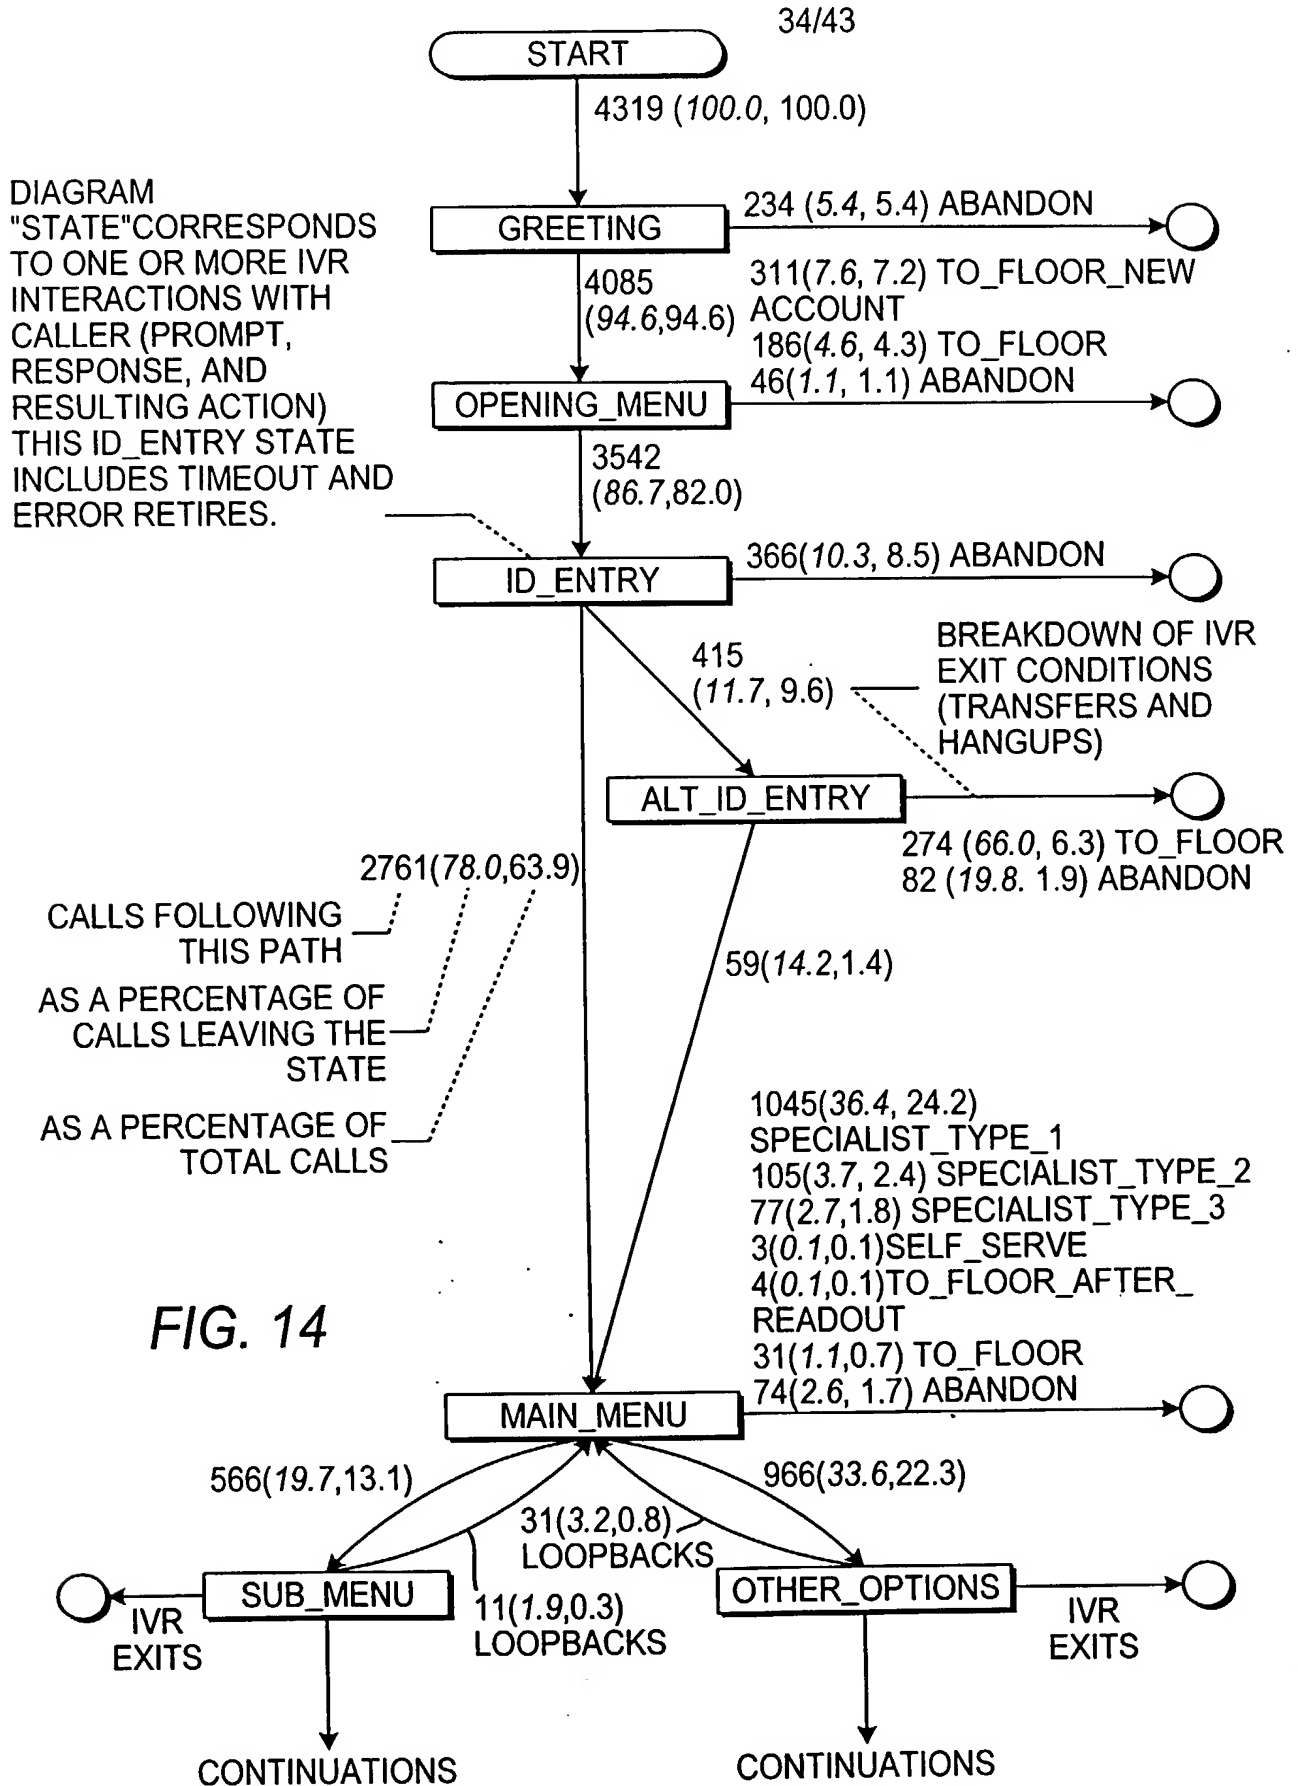 34/43
START
4319 (100.0, 100.0)
DIAGRAM
"STATE"CORRESPONDS
TO ONE OR MORE IVR
INTERACTIONS WITH
CALLER (PROMPT,
RESPONSE, AND
RESULTING ACTION)
THIS ID_ENTRY STATE
INCLUDES TIMEOUT AND
ERROR RETIRES.
GREETING
234 (5.4, 5.4) ABANDON
4085
(94.6,94.6)
311(7.6, 7.2) TO_FLOOR_NEW
ACCOUNT
186(4.6, 4.3) TO_FLOOR
46(1.1, 1.1) ABANDON
OPENING_MENU
3542
(86.7,82.0)
ID_ENTRY
366(10.3, 8.5) ABANDON
415
(11.7, 9.6)
BREAKDOWN OF IVR
EXIT CONDITIONS
(TRANSFERS AND
HANGUPS)
ALT_ID_ENTRY
274 (66.0, 6.3) TO_FLOOR
82 (19.8. 1.9) ABANDON
2761(78.0,63.9)
CALLS FOLLOWING
THIS PATH
AS A PERCENTAGE OF
CALLS LEAVING THE
STATE
AS A PERCENTAGE OF
TOTAL CALLS
59(14.2,1.4)
1045(36.4, 24.2)
SPECIALIST_TYPE_1
105(3.7, 2.4) SPECIALIST_TYPE_2
77(2.7,1.8) SPECIALIST_TYPE_3
3(0.1,0.1)SELF_SERVE
4(0.1,0.1)TO_FLOOR_AFTER_
READOUT
31(1.1,0.7) TO_FLOOR
74(2.6, 1.7) ABANDON
FIG. 14
MAIN_MENU
566(19.7,13.1)
966(33.6,22.3)
31(3.2,0.8)
LOOPBACKS
SUB_MENU
11(1.9,0.3)
LOOPBACKS
OTHER_OPTIONS
IVR
EXITS
IVR
EXITS
CONTINUATIONS
CONTINUATIONS